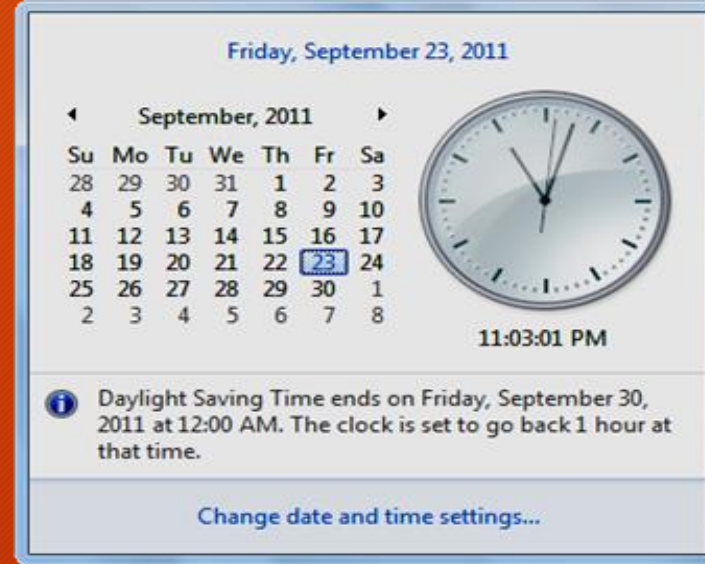 Friday, September 23, 2011
September, 2011
Su Mo Tu We Th Fr Sa
28 29 30 31 1 2 3
4 5 6 7 8 9 10
11 12 13 14 15 16 17
18 19 20 21 22 23 24
25 26 27 28 29 30 1
2 3 4 5 6 7 8
11:03:01 PM
Daylight Saving Time ends on Friday, September 30,
2011 at 12:00 AM. The clock is set to go back 1 hour at
that time.
Change date and time settings...